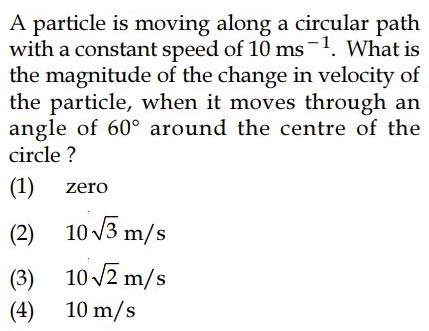 A particle is moving along a circular path
with a constant speed of 10 ms⁻¹. What is
the magnitude of the change in velocity of
the particle, when it moves through an
angle of 60° around the centre of the
circle ?
(1) zero
(2) 10√3 m/s
(3) 10√2 m/s
(4) 10 m/s